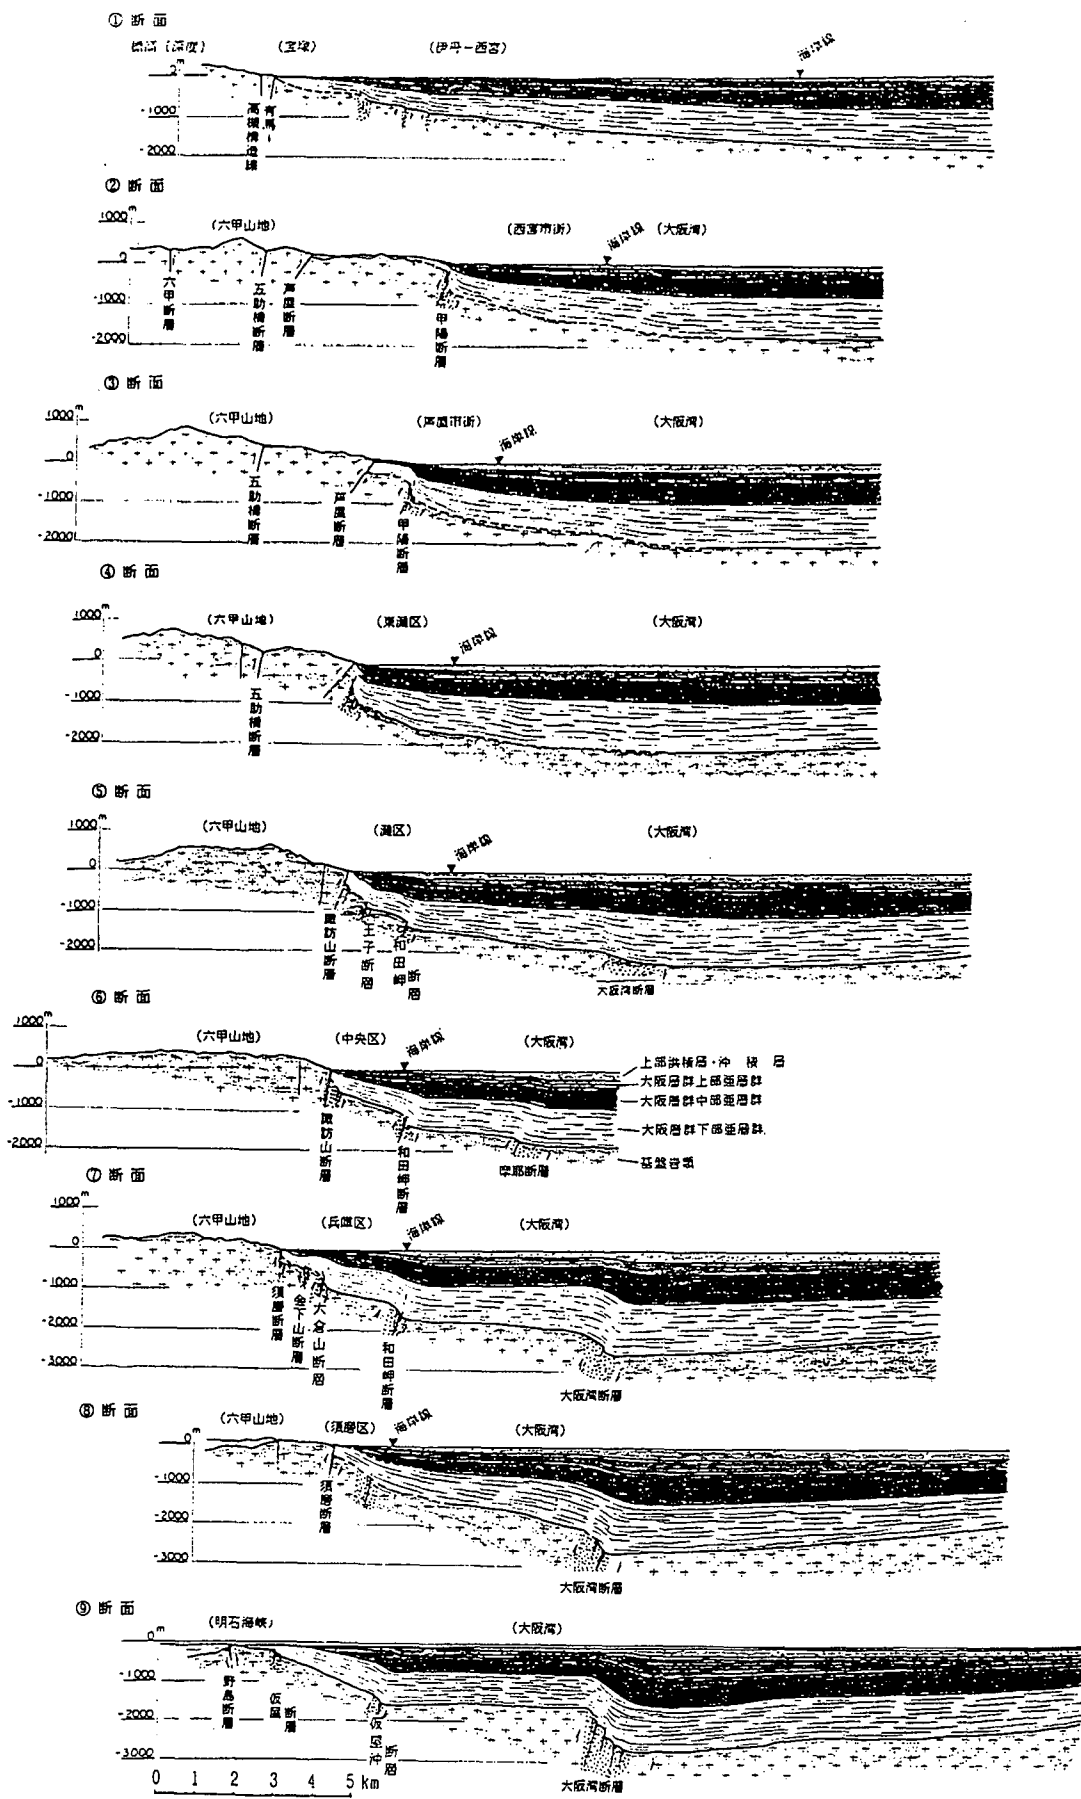 ① 断面
標高 (深度) (宝塚) (伊丹-西宮) 海岸線
m
-1000
-2000
有馬-
高槻構造線
② 断面
1000 m
0
-1000
-2000
(六甲山地) (西宮市街) 海岸線 (大阪湾)
六甲断層
五助橋断層
芦屋断層
甲陽断層
③ 断面
1000 m
0
-1000
-2000
(六甲山地) (芦屋市街) 海岸線 (大阪湾)
五助橋断層
芦屋断層
甲陽断層
④ 断面
1000 m
0
-1000
-2000
(六甲山地) (東灘区) 海岸線 (大阪湾)
五助橋断層
⑤ 断面
1000 m
0
-1000
-2000
(六甲山地) (灘区) 海岸線 (大阪湾)
諏訪山断層
王子断層
和田岬断層
大阪湾断層
⑥ 断面
1000 m
0
-1000
-2000
(六甲山地) (中央区) 海岸線 (大阪湾)
上部洪積層・沖積層
大阪層群上部亜層群
大阪層群中部亜層群
大阪層群下部亜層群
基盤岩類
諏訪山断層
和田岬断層
摩耶断層
⑦ 断面
1000 m
0
-1000
-2000
-3000
(六甲山地) (兵庫区) 海岸線 (大阪湾)
須磨断層
会下山断層
大倉山断層
和田岬断層
大阪湾断層
⑧ 断面
0 m
-1000
-2000
-3000
(六甲山地) (須磨区) 海岸線 (大阪湾)
須磨断層
大阪湾断層
⑨ 断面
0 m
-1000
-2000
-3000
(明石海峡) (大阪湾)
野島断層
仮屋断層
仮屋沖断層
大阪湾断層
0 1 2 3 4 5 km